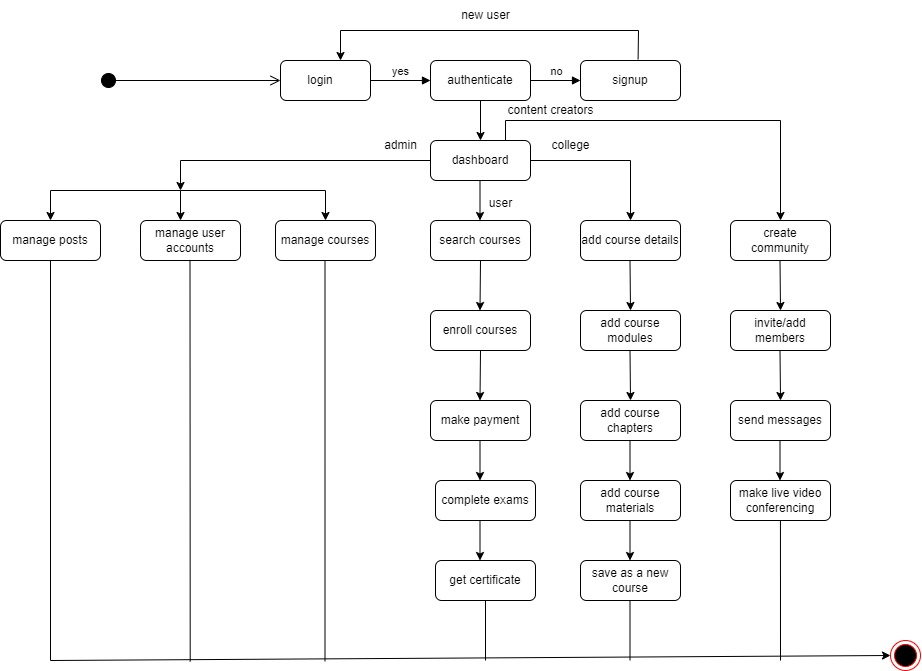 new user
login
yes
authenticate
no
signup
content creators
admin
dashboard
college
user
manage posts
manage user
accounts
manage courses
search courses
add course details
create
community
enroll courses
add course
modules
invite/add
members
make payment
add course
chapters
send messages
complete exams
add course
materials
make live video
conferencing
get certificate
save as a new
course